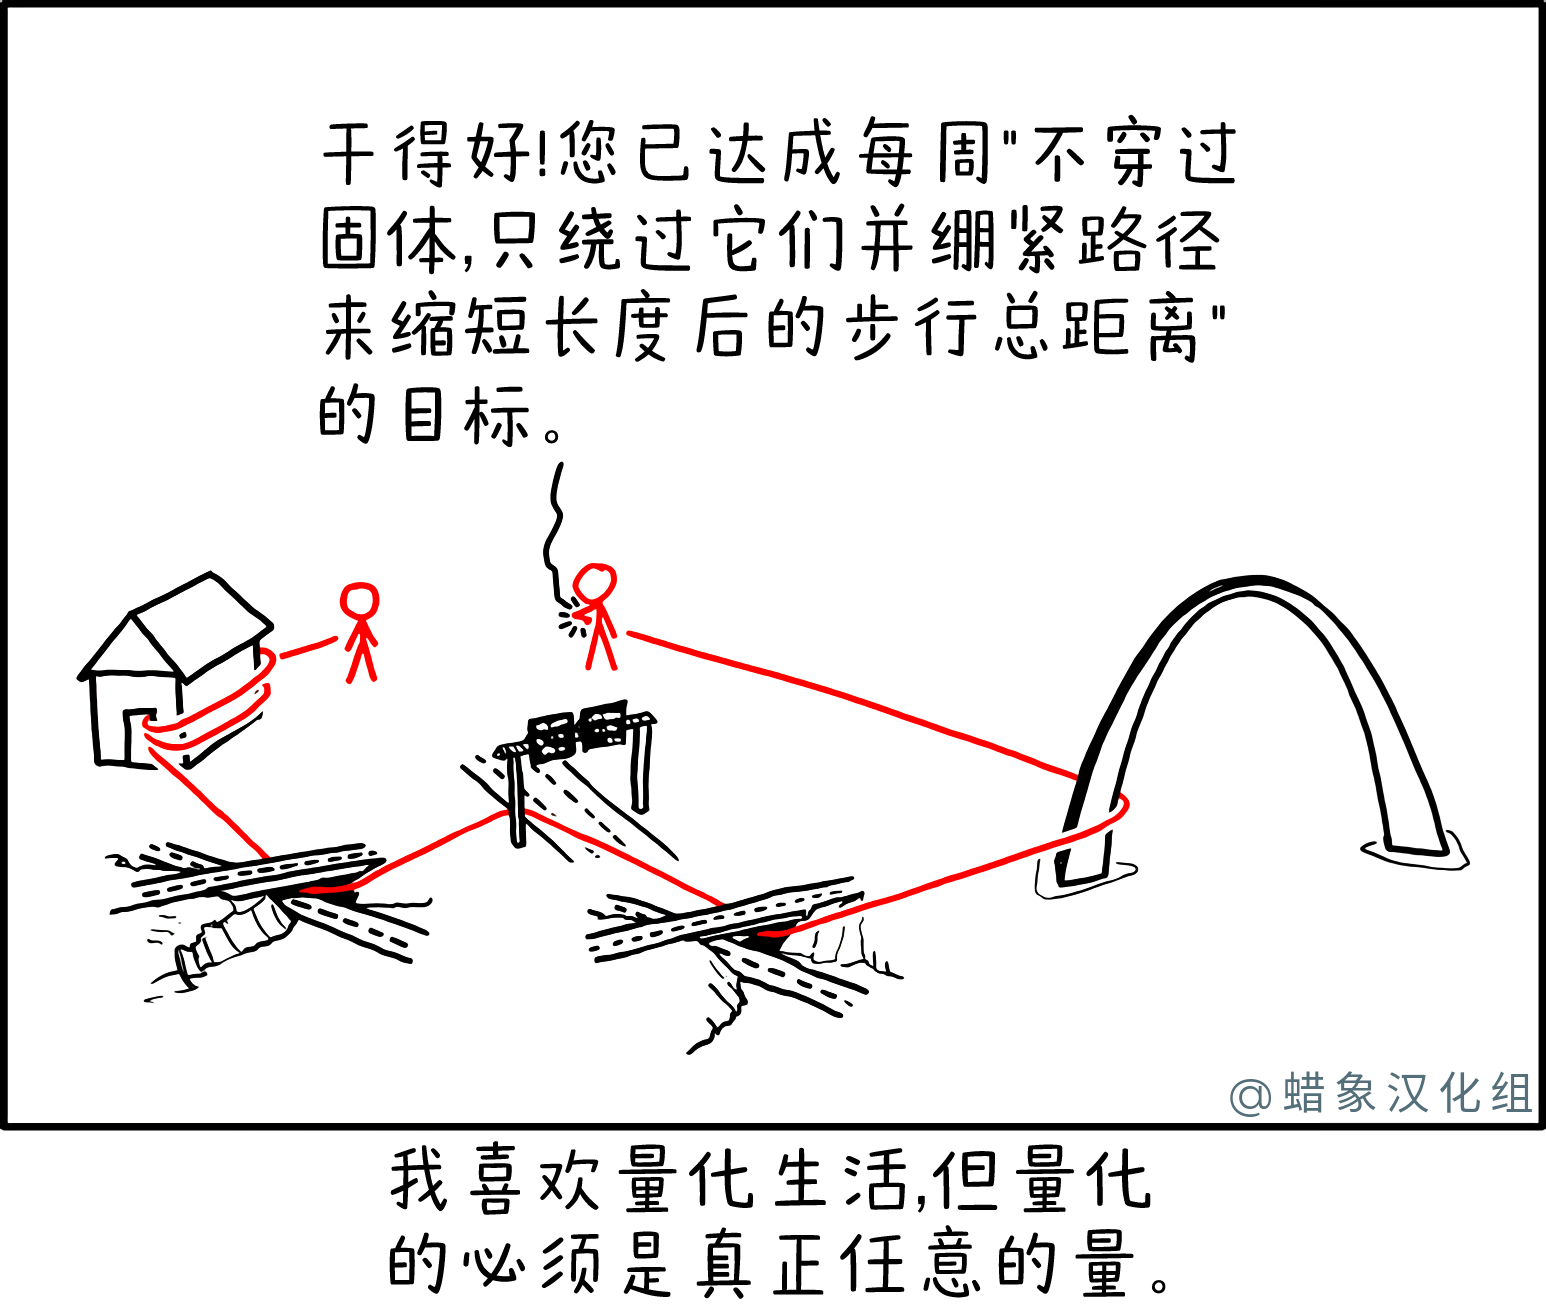 干得好!您已达成每周"不穿过
固体,只绕过它们并绷紧路径
来缩短长度后的步行总距离"
的目标。
@蜡象汉化组
我喜欢量化生活,但量化
的必须是真正任意的量。